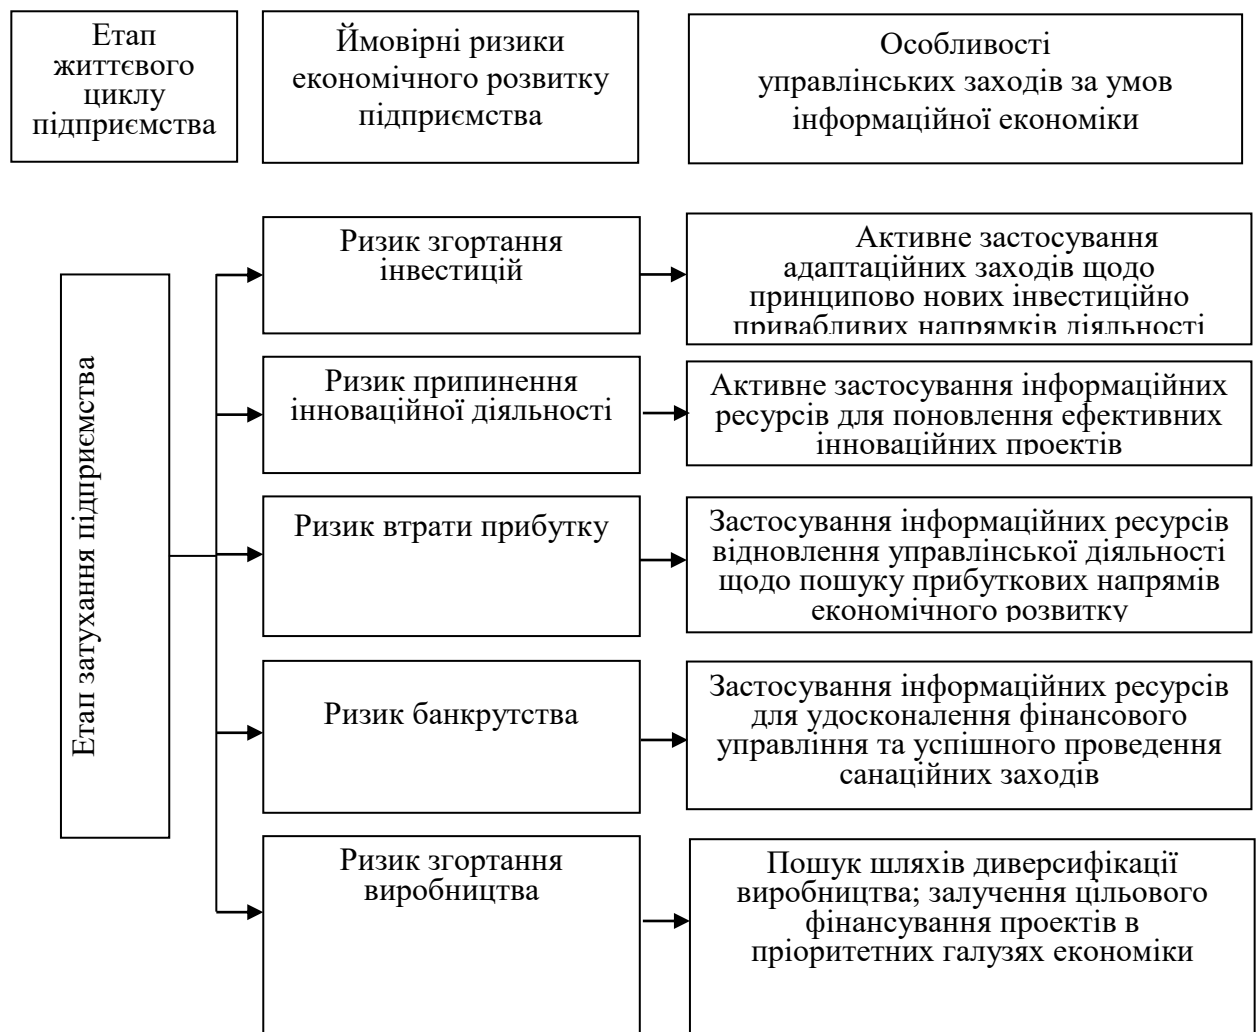 Етап
життєвого
циклу
підприємства
Ймовірні ризики
економічного розвитку
підприємства
Особливості
управлінських заходів за умов
інформаційної економіки
Етап затухання підприємства
Ризик згортання
інвестицій
Активне застосування
адаптаційних заходів щодо
принципово нових інвестиційно
привабливих напрямків діяльності
Ризик припинення
інноваційної діяльності
Активне застосування інформаційних
ресурсів для поновлення ефективних
інноваційних проектів
Ризик втрати прибутку
Застосування інформаційних ресурсів
відновлення управлінської діяльності
щодо пошуку прибуткових напрямів
економічного розвитку
Ризик банкрутства
Застосування інформаційних ресурсів
для удосконалення фінансового
управління та успішного проведення
санаційних заходів
Ризик згортання
виробництва
Пошук шляхів диверсифікації
виробництва; залучення цільового
фінансування проектів в
пріоритетних галузях економіки